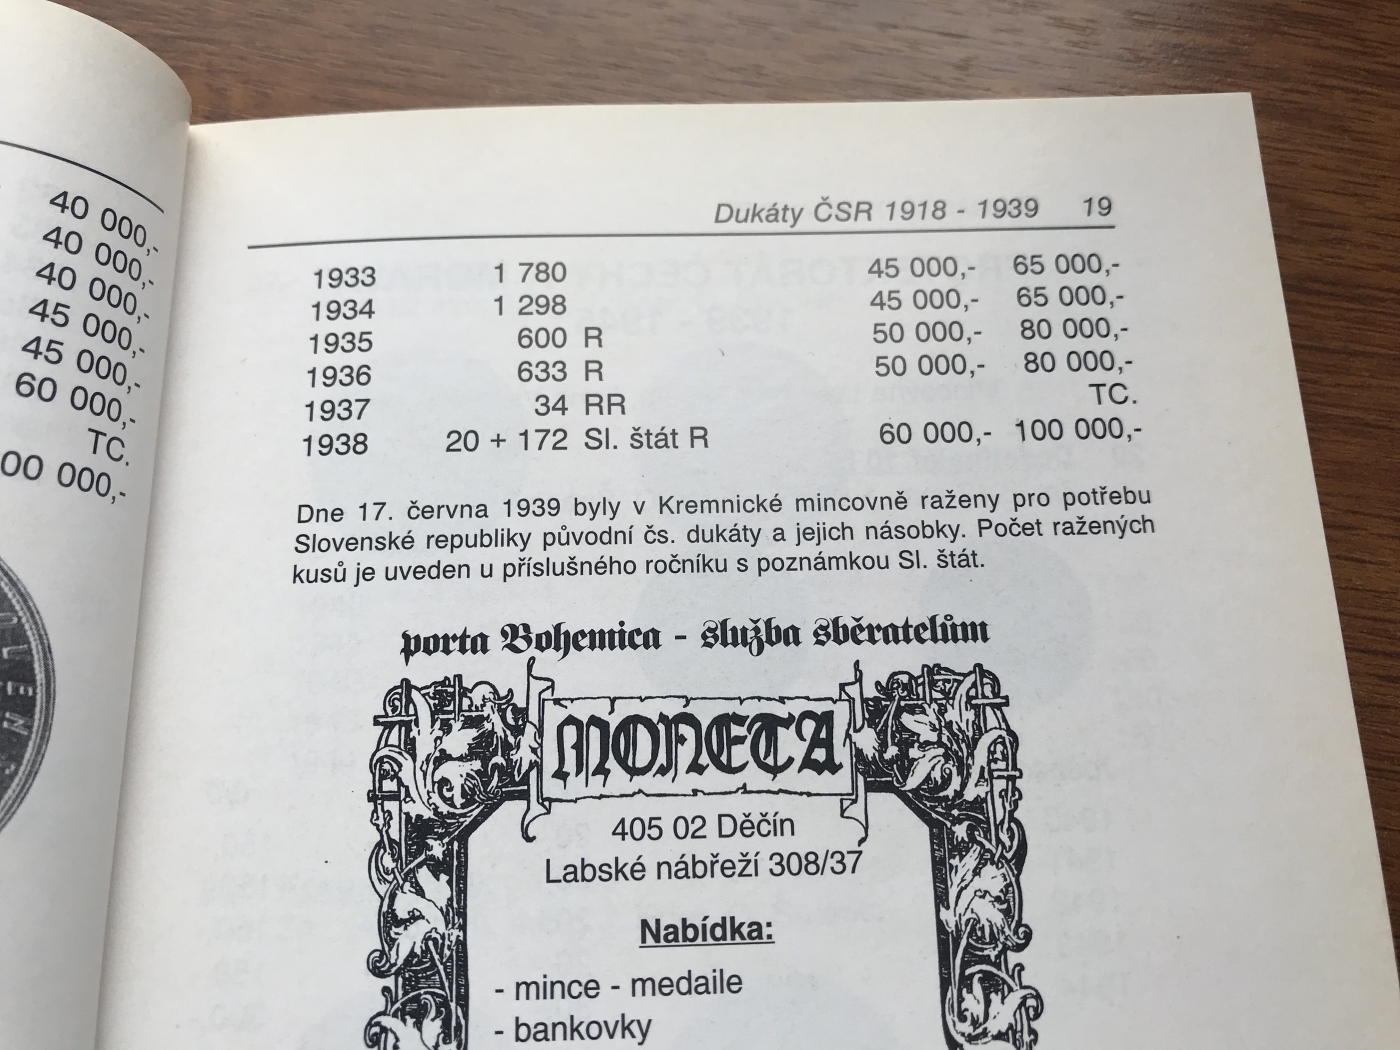 40 000,-
40 000,-
40 000,-
45 000,-
45 000,-
60 000,-
TC.
00 000,-
Dukáty ČSR 1918 - 1939 19
1933 1 780 45 000,- 65 000,-
1934 1 298 45 000,- 65 000,-
1935 600 R 50 000,- 80 000,-
1936 633 R 50 000,- 80 000,-
1937 34 RR TC.
1938 20 + 172 Sl. štát R 60 000,- 100 000,-
Dne 17. června 1939 byly v Kremnické mincovně raženy pro potřebu
Slovenské republiky původní čs. dukáty a jejich násobky. Počet ražených
kusů je uveden u příslušného ročníku s poznámkou Sl. štát.
porta Bohemica - služba sběratelům
MONETA
405 02 Děčín
Labské nábřeží 308/37
Nabídka:
- mince - medaile
- bankovky